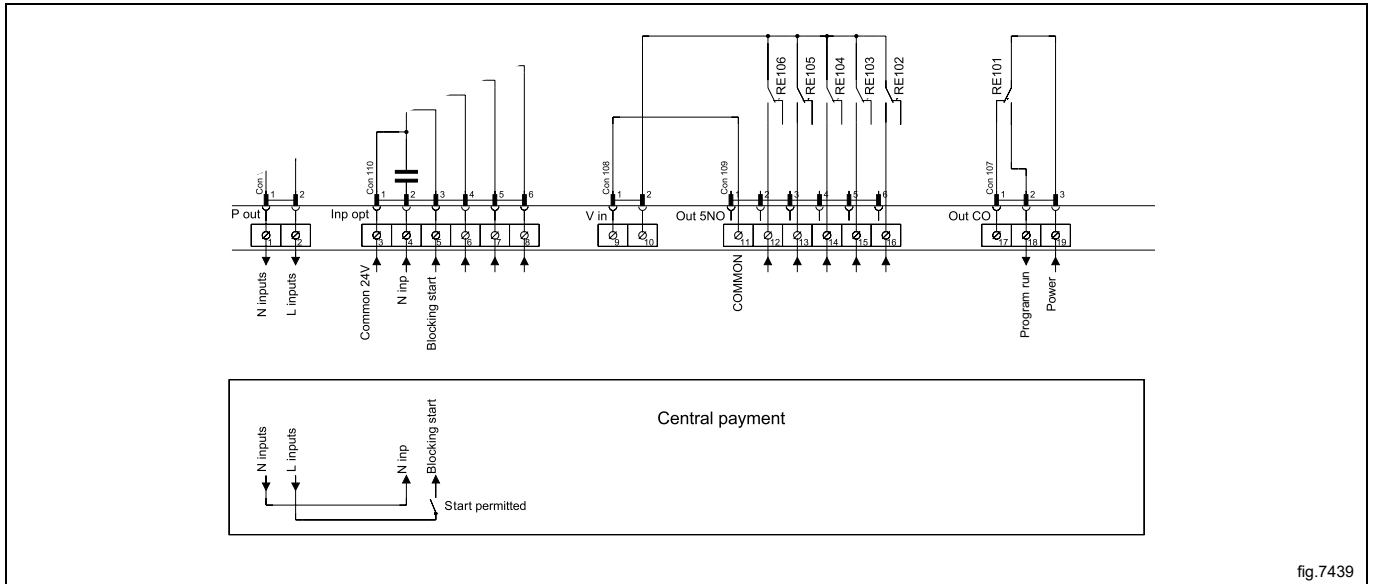 RE106
RE105
RE104
RE103
RE102
RE101
Con 110
Con 108
Con 109
Con 107
1 2
1 2 3 4 5 6
1 2
1 2 3 4 5 6
1 2 3
P out
Inp opt
V in
Out 5NO
Out CO
1 2
3 4 5 6 7 8
9 10
11 12 13 14 15 16
17 18 19
N inputs
L inputs
Common 24V
N inp
Blocking start
COMMON
Program run
Power
Central payment
N inputs
L inputs
N inp
Blocking start
Start permitted
fig.7439